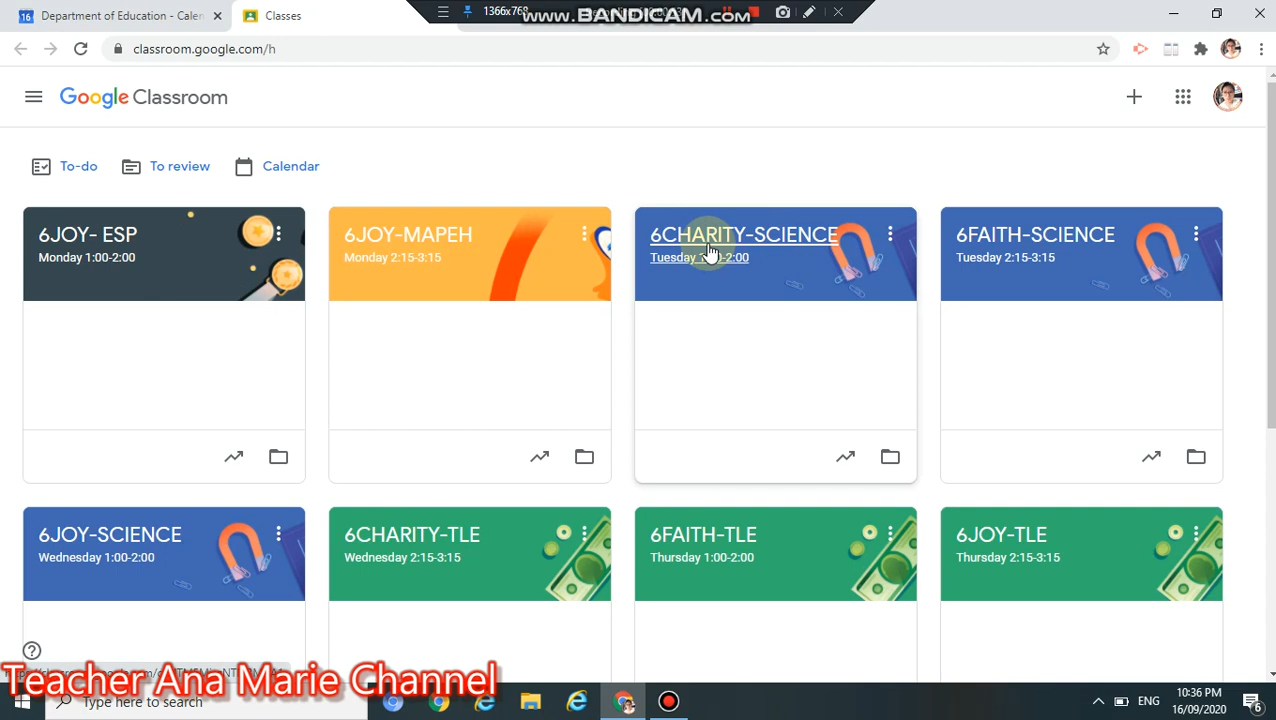 Department of Education - Caler
Classes
1366x768
www.BANDICAM.com
classroom.google.com/h
Google Classroom
To-do
To review
Calendar
6JOY- ESP
Monday 1:00-2:00
6JOY-MAPEH
Monday 2:15-3:15
6CHARITY-SCIENCE
Tuesday -2:00
6FAITH-SCIENCE
Tuesday 2:15-3:15
6JOY-SCIENCE
Wednesday 1:00-2:00
6CHARITY-TLE
Wednesday 2:15-3:15
6FAITH-TLE
Thursday 1:00-2:00
6JOY-TLE
Thursday 2:15-3:15
Teacher Ana Marie Channel
Type here to search
ENG
10:36 PM
16/09/2020
6